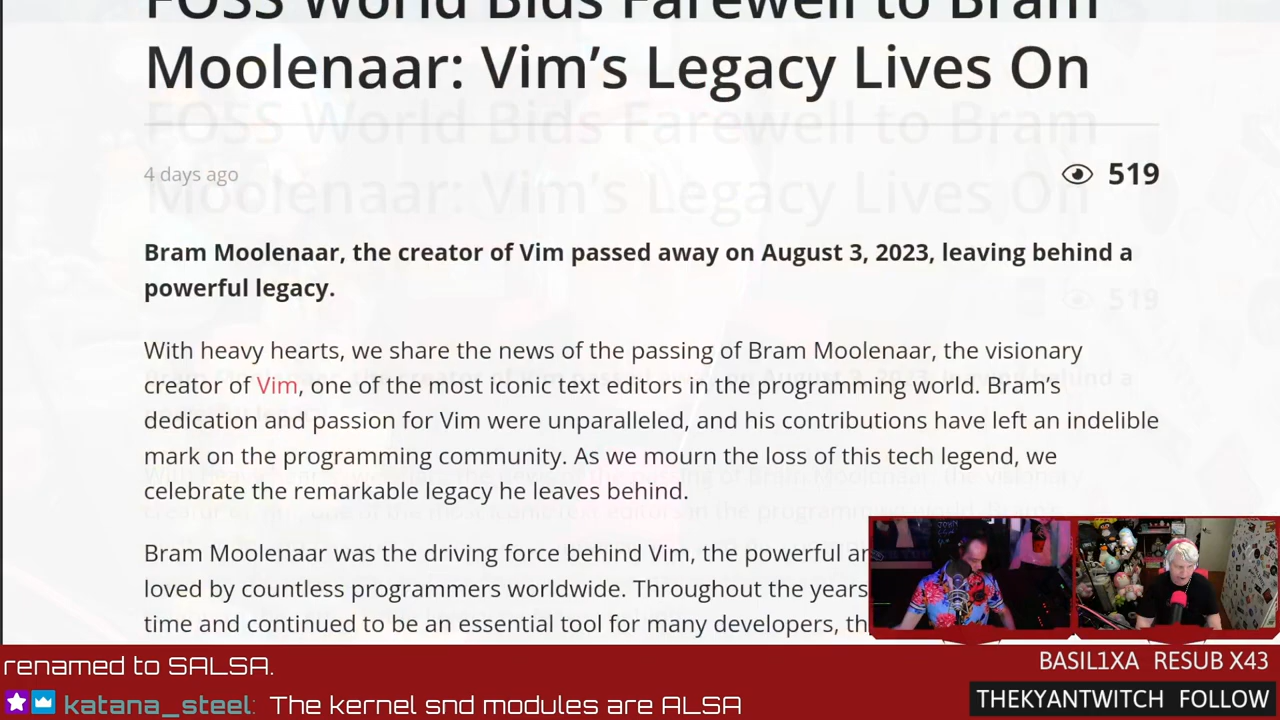 FOSS World Bids Farewell to Bram
Moolenaar: Vim’s Legacy Lives On
4 days ago
519
Bram Moolenaar, the creator of Vim passed away on August 3, 2023, leaving behind a
powerful legacy.
With heavy hearts, we share the news of the passing of Bram Moolenaar, the visionary
creator of Vim, one of the most iconic text editors in the programming world. Bram’s
dedication and passion for Vim were unparalleled, and his contributions have left an indelible
mark on the programming community. As we mourn the loss of this tech legend, we
celebrate the remarkable legacy he leaves behind.
Bram Moolenaar was the driving force behind Vim, the powerful
loved by countless programmers worldwide. Throughout the years
time and continued to be an essential tool for many developers,
renamed to SALSA.
katana_steel: The kernel snd modules are ALSA
BASIL1XA RESUB X43
THEKYANTWITCH FOLLOW